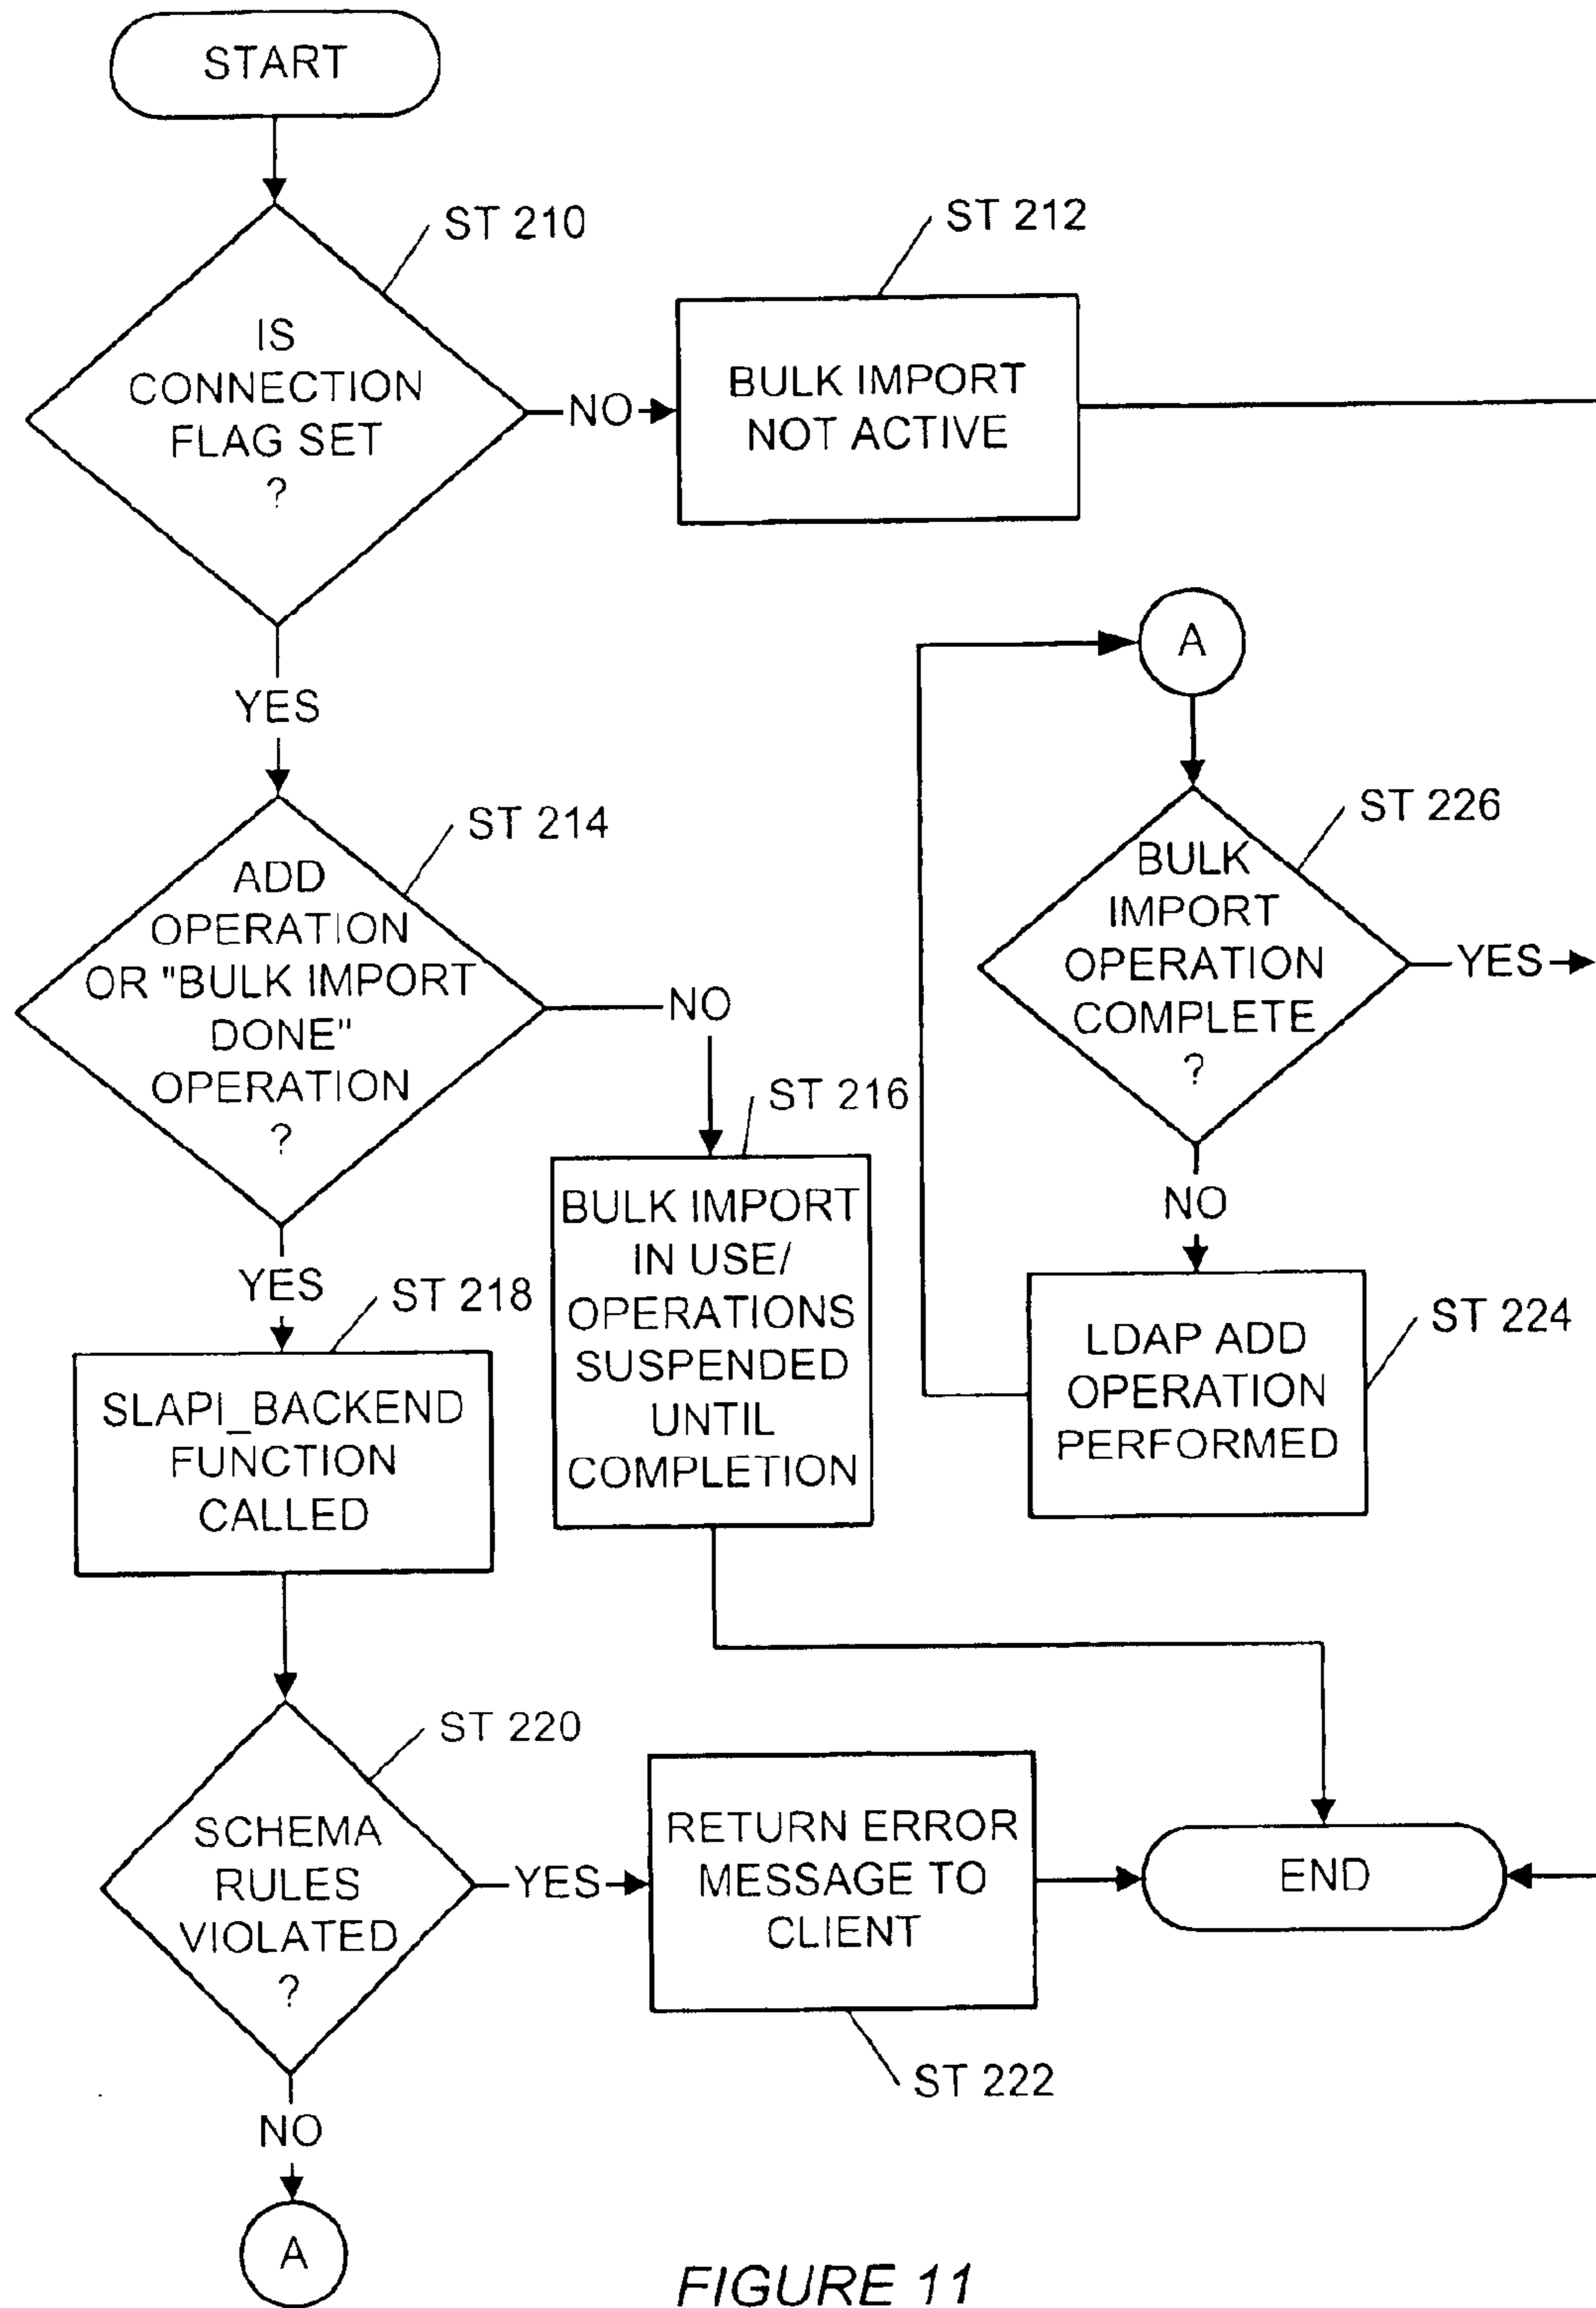 START
ST 210
IS
CONNECTION
FLAG SET
?
NO
ST 212
BULK IMPORT
NOT ACTIVE
YES
ST 214
ADD
OPERATION
OR "BULK IMPORT
DONE"
OPERATION
?
NO
ST 216
BULK IMPORT
IN USE/
OPERATIONS
SUSPENDED
UNTIL
COMPLETION
YES
ST 218
SLAPI_BACKEND
FUNCTION
CALLED
ST 220
SCHEMA
RULES
VIOLATED
?
YES
RETURN ERROR
MESSAGE TO
CLIENT
ST 222
END
NO
A
A
ST 226
BULK
IMPORT
OPERATION
COMPLETE
?
YES
NO
ST 224
LDAP ADD
OPERATION
PERFORMED
FIGURE 11